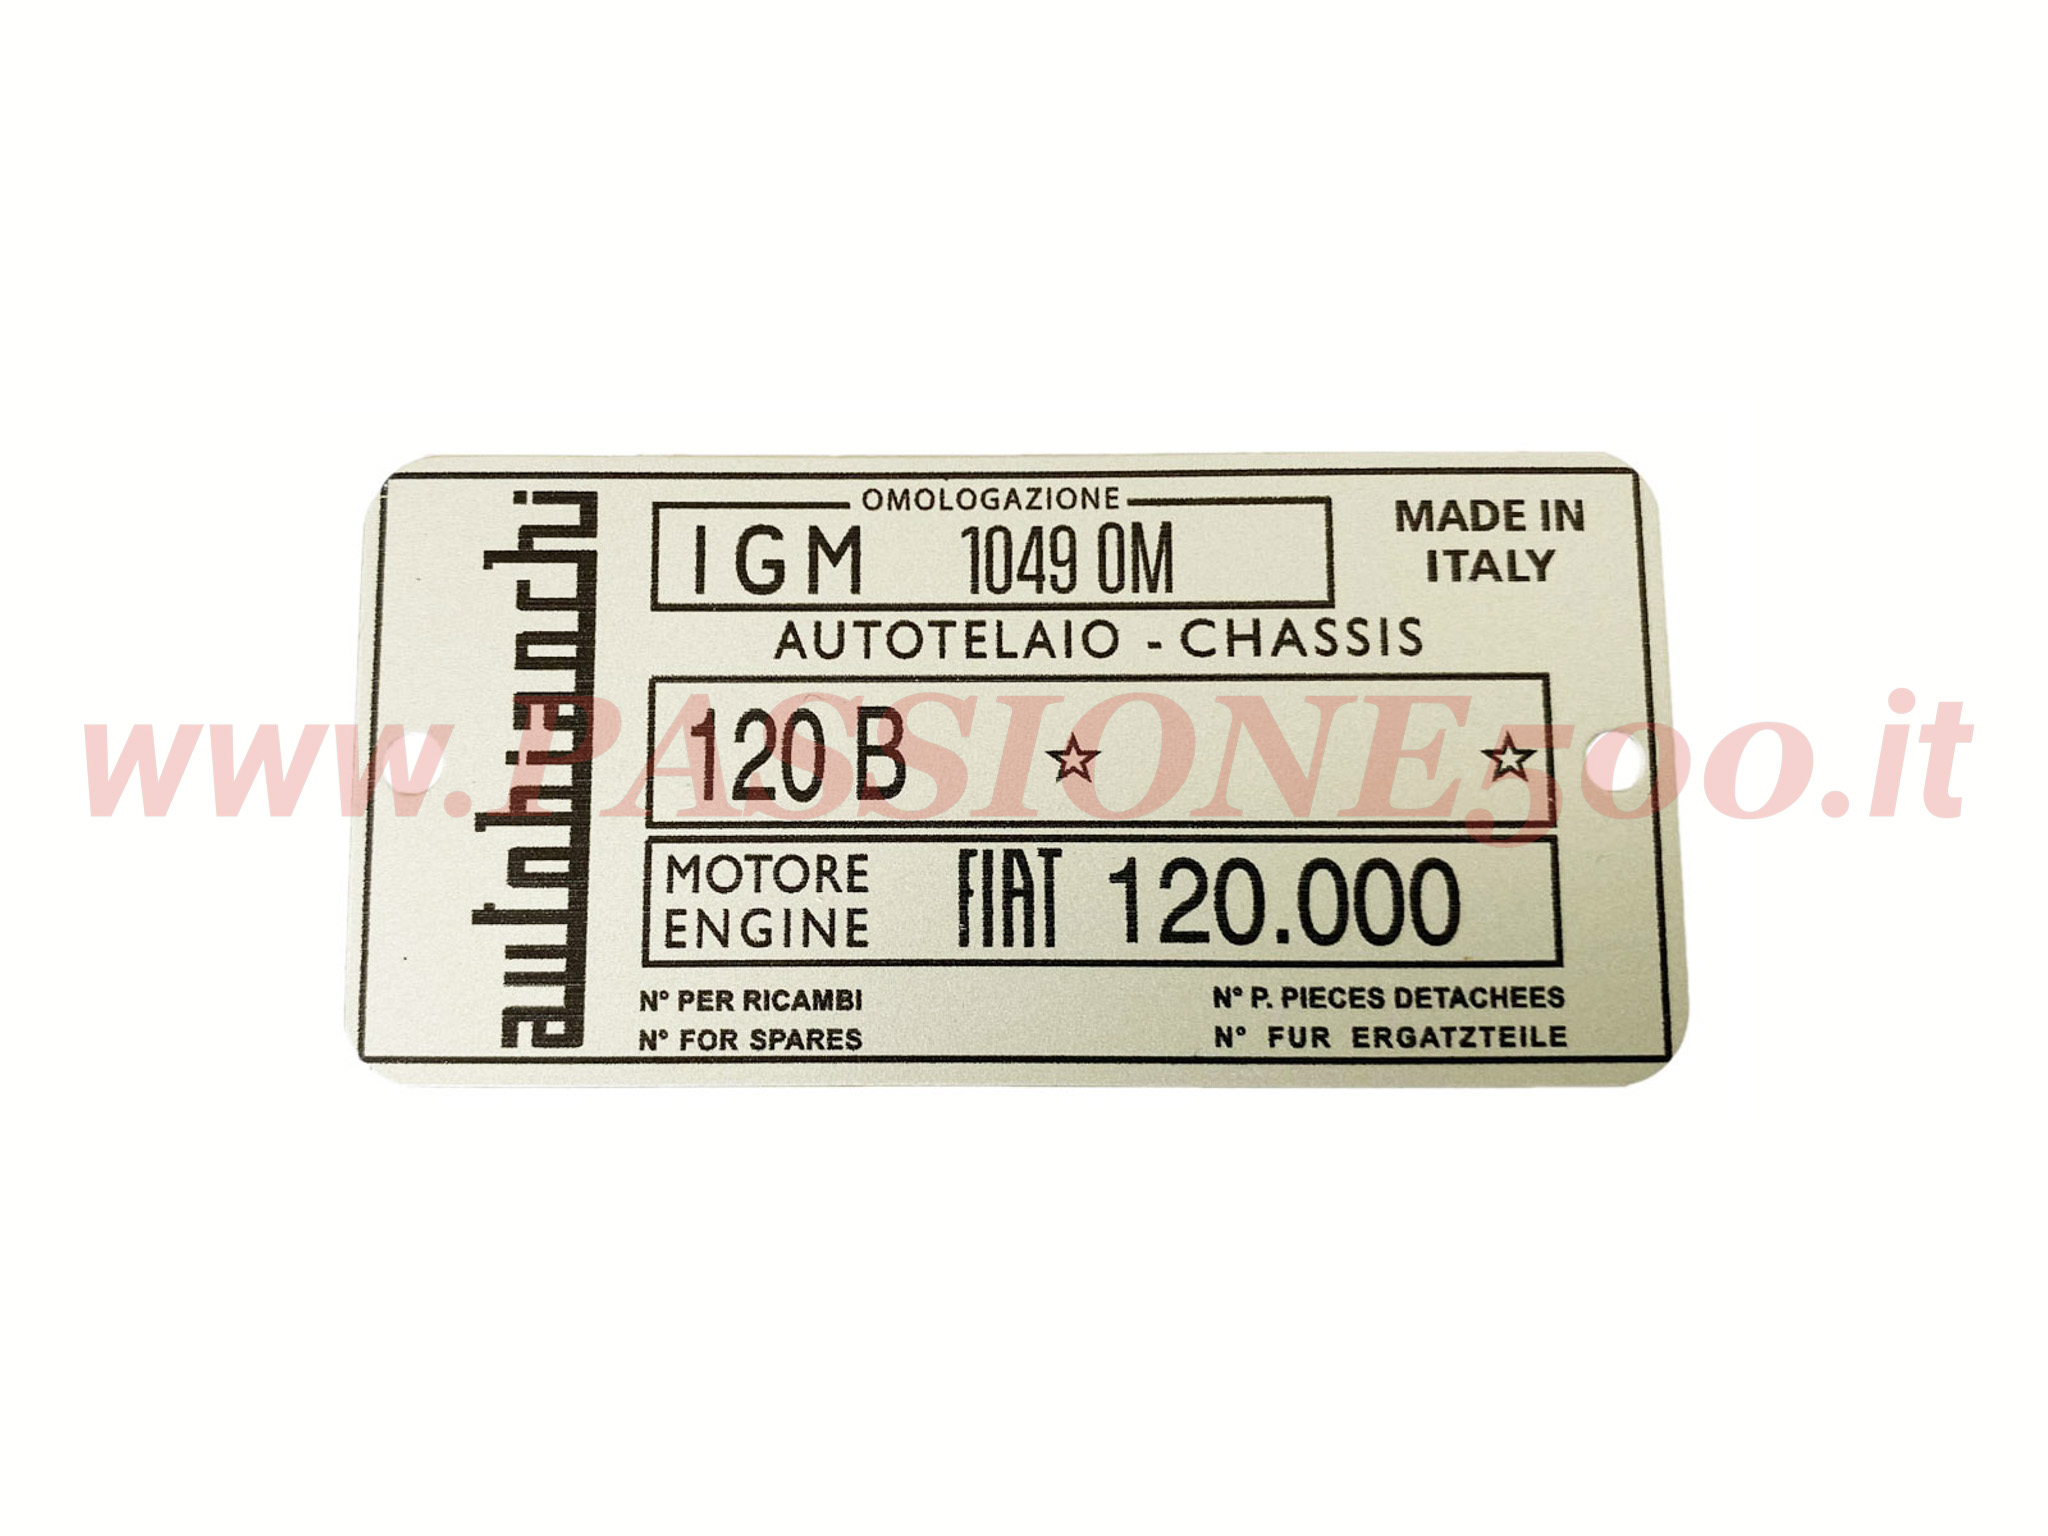 autobianchi
OMOLOGAZIONE
IGM 1049 OM
MADE IN
ITALY
AUTOTELAIO - CHASSIS
120 B ☆ ☆
www.PASSIONE500.it
MOTORE
ENGINE
FIAT 120.000
N° PER RICAMBI
N° FOR SPARES
N° P. PIECES DETACHEES
N° FUR ERGATZTEILE